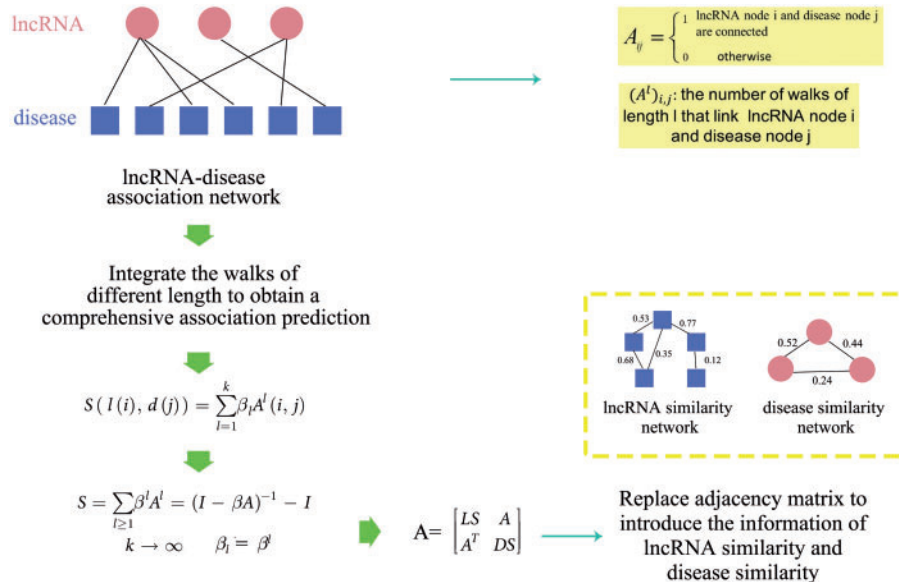 lncRNA
disease
lncRNA-disease
association network
A_{ij} = { 1 lncRNA node i and disease node j
are connected
0 otherwise
(A^l)_{i,j}: the number of walks of
length l that link lncRNA node i
and disease node j
Integrate the walks of
different length to obtain a
comprehensive association prediction
S( l(i), d(j)) = \sum_{l=1}^{k} β_l A^l (i, j)
S = \sum_{l≥1} β^l A^l = (I − βA)^{−1} − I
k → ∞ β_l = β^l
A= [ LS A
A^T DS ]
0.53
0.77
0.68
0.35
0.12
lncRNA similarity
network
0.52
0.44
0.24
disease similarity
network
Replace adjacency matrix to
introduce the information of
lncRNA similarity and
disease similarity